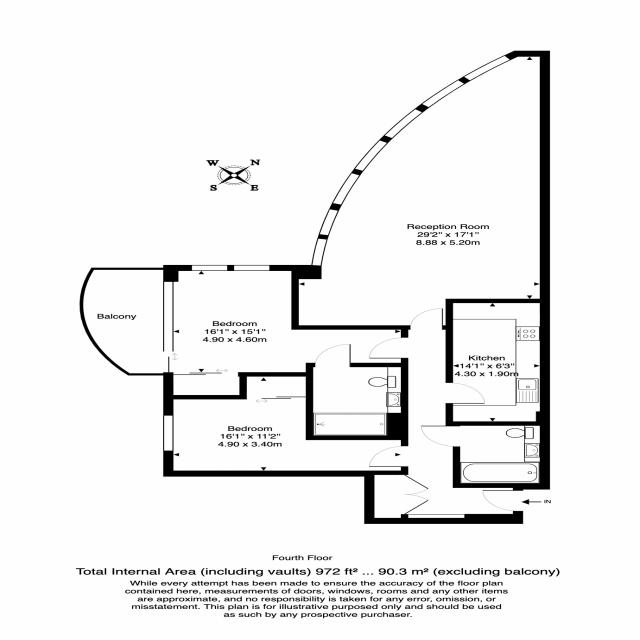 W N
S E
Reception Room
29'2" x 17'1"
8.88 x 5.20m
Balcony
Bedroom
16'1" x 15'1"
4.90 x 4.60m
Kitchen
14'1" x 6'3"
4.30 x 1.90m
Bedroom
16'1" x 11'2"
4.90 x 3.40m
IN
Fourth Floor
Total Internal Area (including vaults) 972 ft² ... 90.3 m² (excluding balcony)
While every attempt has been made to ensure the accuracy of the floor plan
contained here, measurements of doors, windows, rooms and any other items
are approximate, and no responsibility is taken for any error, omission, or
misstatement. This plan is for illustrative purposed only and should be used
as such by any prospective purchaser.